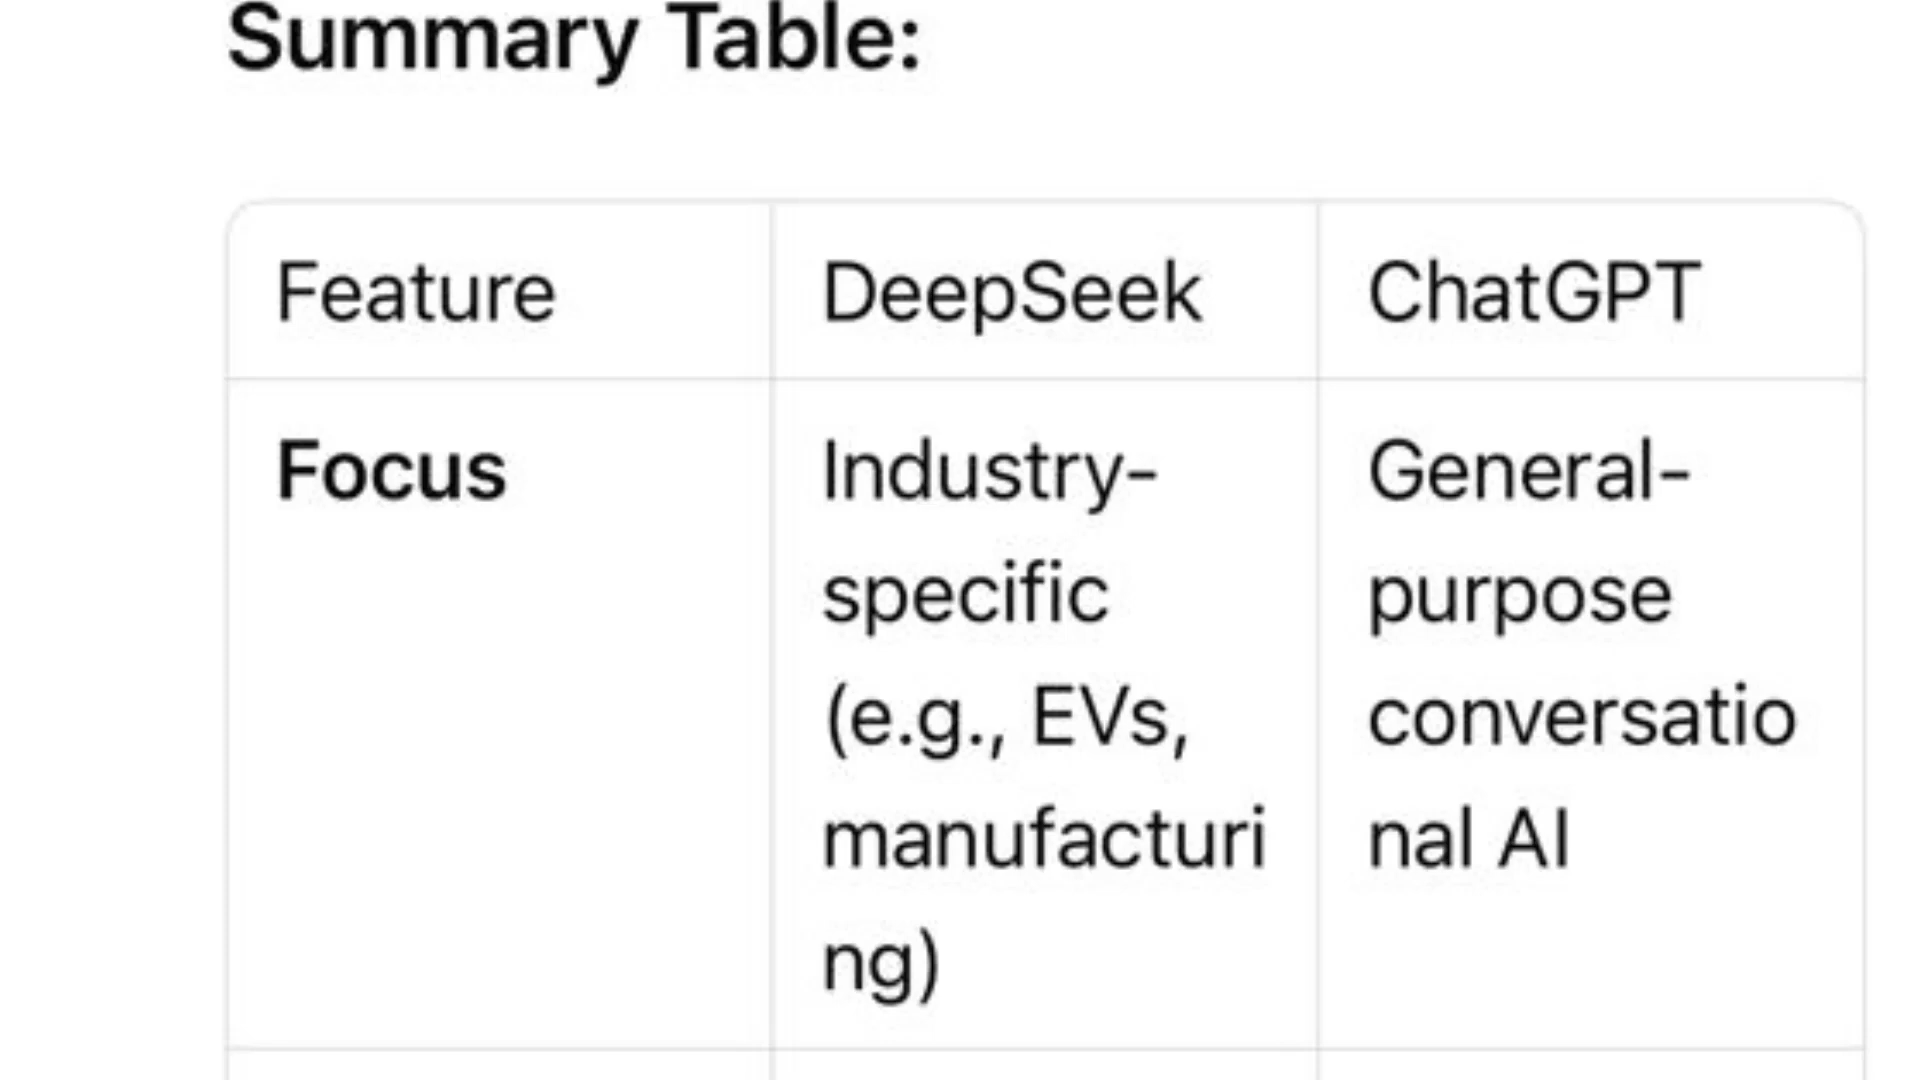 Summary Table:
Feature DeepSeek ChatGPT
Focus Industry- General-
specific purpose
(e.g., EVs, conversatio
manufacturi nal AI
ng)